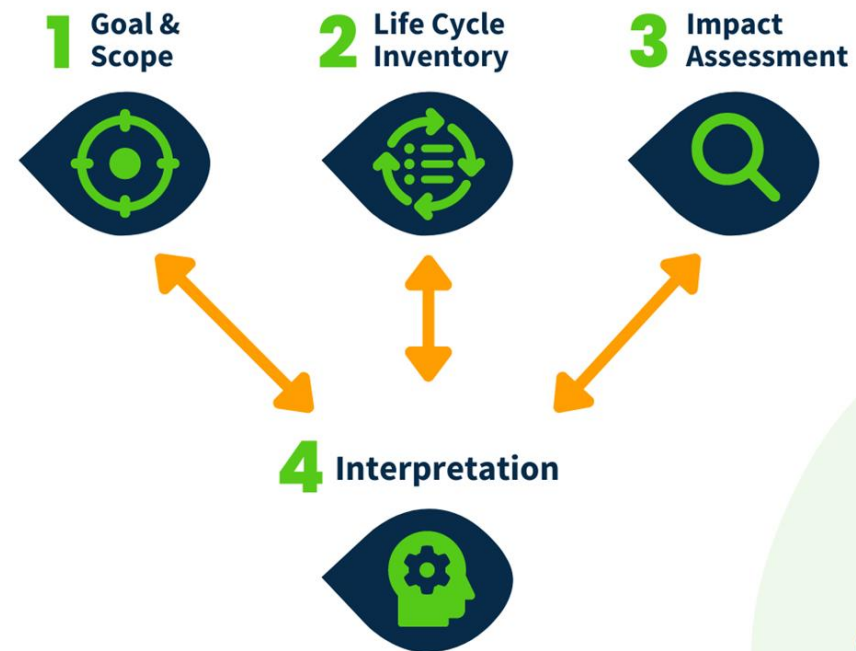 1 Goal &
Scope
2 Life Cycle
Inventory
3 Impact
Assessment
4 Interpretation